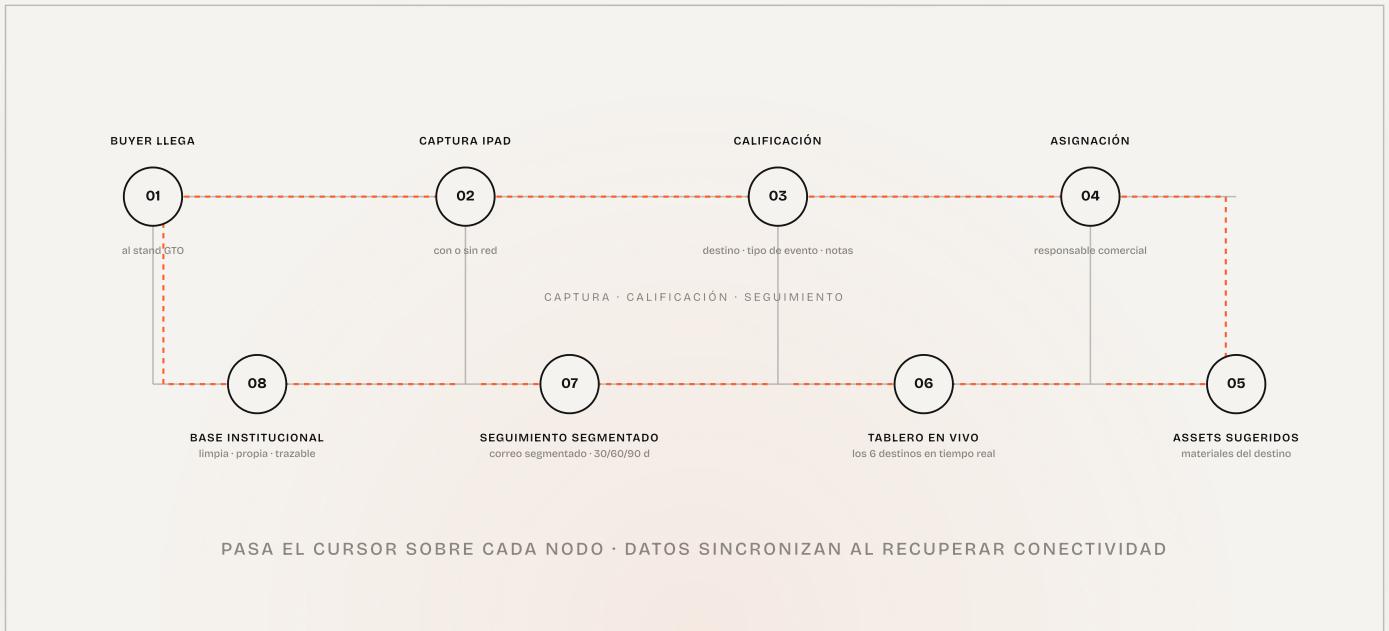 BUYER LLEGA
CAPTURA IPAD
CALIFICACIÓN
ASIGNACIÓN
01
02
03
04
al stand GTO
con o sin red
destino · tipo de evento · notas
responsable comercial
CAPTURA · CALIFICACIÓN · SEGUIMIENTO
08
07
06
05
BASE INSTITUCIONAL
SEGUIMIENTO SEGMENTADO
TABLERO EN VIVO
ASSETS SUGERIDOS
limpia · propia · trazable
correo segmentado · 30/60/90 d
los 6 destinos en tiempo real
materiales del destino
PASA EL CURSOR SOBRE CADA NODO · DATOS SINCRONIZAN AL RECUPERAR CONECTIVIDAD